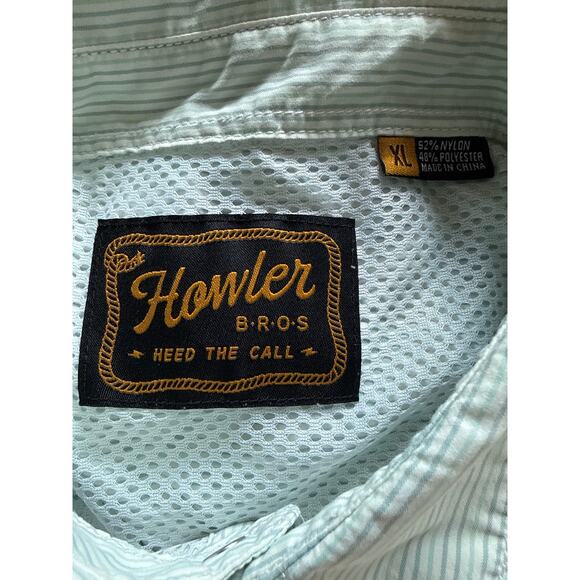 Howler
B·R·O·S
HEED THE CALL
XL
52% NYLON
48% POLYESTER
MADE IN CHINA